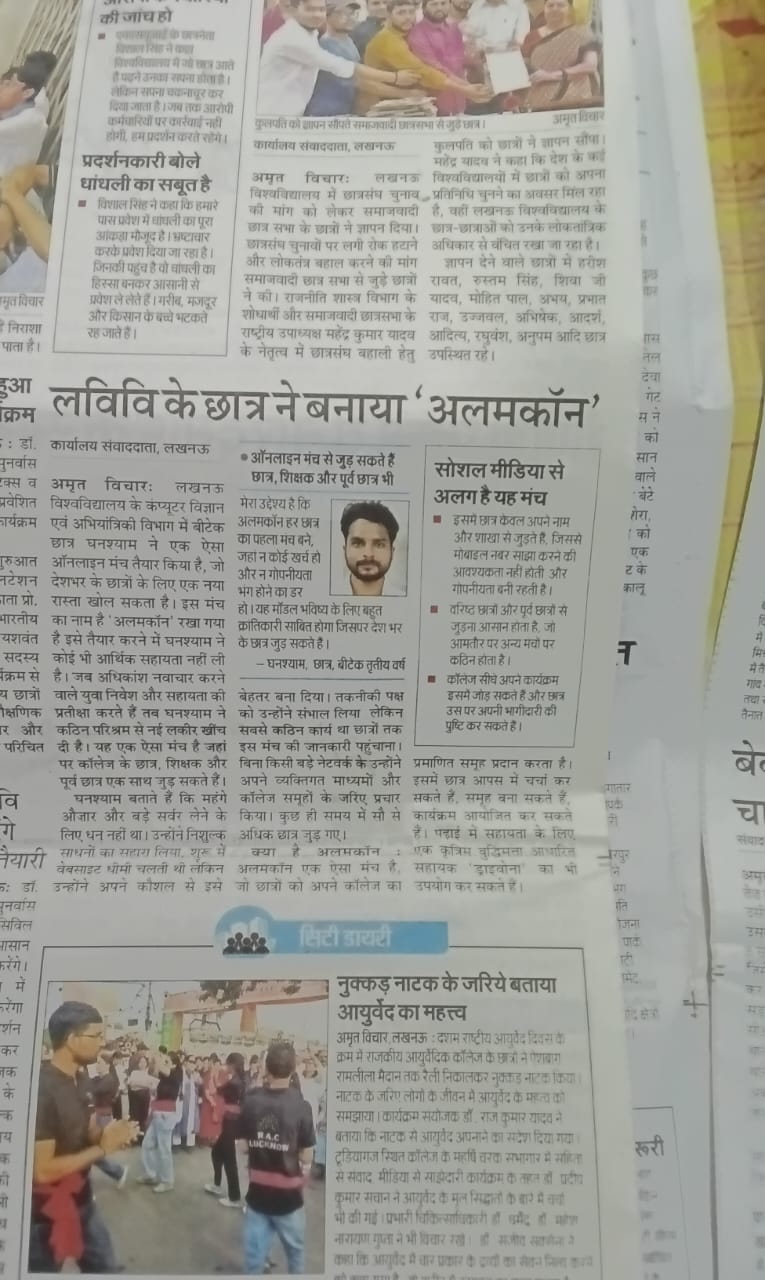 की जांच हो
विशाल सिंह ने कहा
विश्वविद्यालय में जो छात्र आते
है पढ़ने उनका सपना होता है।
लेकिन सपना चकनाचूर कर
दिया जाता है। जब तक आरोपी
कर्मचारियों पर कार्रवाई नहीं
होगी, हम प्रदर्शन करते रहेंगे।
प्रदर्शनकारी बोले
धांधली का सबूत है
विशाल सिंह ने कहा कि हमारे
पास प्रवेश में धांधली का पूरा
आंकड़ा मौजूद है। भ्रष्टाचार
करके प्रवेश दिया जा रहा है।
जिनकी पहुंच है वो धांधली का
हिस्सा बनकर आसानी से
प्रवेश ले लेते हैं। गरीब, मजदूर
और किसान के बच्चे भटकते
रह जाते हैं।
कुलपति को ज्ञापन सौंपते समाजवादी छात्रसभा से जुड़े छात्र।
अमृत विचार
कार्यालय संवाददाता, लखनऊ
अमृत विचार: लखनऊ
विश्वविद्यालय में छात्रसंघ चुनाव
की मांग को लेकर समाजवादी
छात्र सभा के छात्रों ने ज्ञापन दिया।
छात्रसंघ चुनावों पर लगी रोक हटाने
और लोकतंत्र बहाल करने की मांग
समाजवादी छात्र सभा से जुड़े छात्रों
ने की। राजनीति शास्त्र विभाग के
शोधार्थी और समाजवादी छात्रसभा के
राष्ट्रीय उपाध्यक्ष महेंद्र कुमार यादव
के नेतृत्व में छात्रसंघ बहाली हेतु
कुलपति को छात्रों ने ज्ञापन सौंपा।
महेंद्र यादव ने कहा कि देश के कई
विश्वविद्यालयों में छात्रों को अपना
प्रतिनिधि चुनने का अवसर मिल रहा
है, वहीं लखनऊ विश्वविद्यालय के
छात्र-छात्राओं को उनके लोकतांत्रिक
अधिकार से वंचित रखा जा रहा है।
ज्ञापन देने वाले छात्रों में हरीश
रावत, रुस्तम सिंह, शिवा जी
यादव, मोहित पाल, अभय, प्रभात
राज, उज्जवल, अभिषेक, आदर्श,
आदित्य, रघुवंश, अनुपम आदि छात्र
उपस्थित रहे।
मृत विचार
निराशा
पाता है।
लविवि के छात्र ने बनाया ‘अलमकॉन’
कार्यालय संवाददाता, लखनऊ
अमृत विचार: लखनऊ
विश्वविद्यालय के कंप्यूटर विज्ञान
एवं अभियांत्रिकी विभाग में बीटेक
छात्र घनश्याम ने एक ऐसा
ऑनलाइन मंच तैयार किया है, जो
देशभर के छात्रों के लिए एक नया
रास्ता खोल सकता है। इस मंच
का नाम है ‘अलमकॉन’ रखा गया
है इसे तैयार करने में घनश्याम ने
कोई भी आर्थिक सहायता नहीं ली
है। जब अधिकांश नवाचार करने
वाले युवा निवेश और सहायता की
प्रतीक्षा करते हैं तब घनश्याम ने
कठिन परिश्रम से नई लकीर खींच
दी है। यह एक ऐसा मंच है जहां
पर कॉलेज के छात्र, शिक्षक और
पूर्व छात्र एक साथ जुड़ सकते हैं।
घनश्याम बताते हैं कि महंगे
औजार और बड़े सर्वर लेने के
लिए धन नहीं था। उन्होंने निशुल्क
साधनों का सहारा लिया, शुरू में
वेबसाइट धीमी चलती थी लेकिन
उन्होंने अपने कौशल से इसे
• ऑनलाइन मंच से जुड़ सकते हैं
छात्र, शिक्षक और पूर्व छात्र भी
मेरा उद्देश्य है कि
अलमकॉन हर छात्र
का पहला मंच बने,
जहां न कोई खर्च हो
और न गोपनीयता
भंग होने का डर
हो। यह मॉडल भविष्य के लिए बहुत
क्रांतिकारी साबित होगा जिसपर देश भर
के छात्र जुड़ सकते हैं।
– घनश्याम, छात्र, बीटेक तृतीय वर्ष
बेहतर बना दिया। तकनीकी पक्ष
को उन्होंने संभाल लिया लेकिन
सबसे कठिन कार्य था छात्रों तक
इस मंच की जानकारी पहुंचाना।
बिना किसी बड़े नेटवर्क के उन्होंने
अपने व्यक्तिगत माध्यमों और
कॉलेज समूहों के जरिए प्रचार
किया। कुछ ही समय में सौ से
अधिक छात्र जुड़ गए।
क्या है अलमकॉन :
अलमकॉन एक ऐसा मंच है,
जो छात्रों को अपने कॉलेज का
सोशल मीडिया से
अलग है यह मंच
इसमें छात्र केवल अपने नाम
और शाखा से जुड़ते हैं, जिससे
मोबाइल नंबर साझा करने की
आवश्यकता नहीं होती और
गोपनीयता बनी रहती है।
वरिष्ठ छात्रों और पूर्व छात्रों से
जुड़ना आसान होता है, जो
आमतौर पर अन्य मंचों पर
कठिन होता है।
कॉलेज सीधे अपने कार्यक्रम
इसमें जोड़ सकते हैं और छात्र
उस पर अपनी भागीदारी की
पुष्टि कर सकते हैं।
प्रमाणित समूह प्रदान करता है।
इसमें छात्र आपस में चर्चा कर
सकते हैं, समूह बना सकते हैं,
कार्यक्रम आयोजित कर सकते
हैं। पढ़ाई में सहायता के लिए
एक कृत्रिम बुद्धिमत्ता आधारित
सहायक ‘ड्राइवोना’ का भी
उपयोग कर सकते हैं।
सिटी डायरी
नुक्कड़ नाटक के जरिये बताया
आयुर्वेद का महत्त्व
अमृत विचार, लखनऊ : दशम राष्ट्रीय आयुर्वेद दिवस के
क्रम में राजकीय आयुर्वेदिक कॉलेज के छात्रों ने ऐशबाग
रामलीला मैदान तक रैली निकालकर नुक्कड़ नाटक किया।
नाटक के जरिए लोगों के जीवन में आयुर्वेद के महत्व को
समझाया। कार्यक्रम संयोजक डॉ. राज कुमार यादव ने
बताया कि नाटक से आयुर्वेद अपनाने का संदेश दिया गया।
टूड़ियागंज स्थित कॉलेज के महर्षि चरक सभागार में
से संवाद, मीडिया से साझेदारी कार्यक्रम के तहत डॉ. प्रदीप
कुमार सचान ने आयुर्वेद के मूल सिद्धांतों के बारे में चर्चा
भी की गई। प्रभारी चिकित्साधिकारी डॉ. धर्मेंद्र, डॉ. महेश
नारायण गुप्ता ने भी विचार रखे। डॉ.
कहा कि आयुर्वेद में चार प्रकार के
R.A.C
LUCKNOW